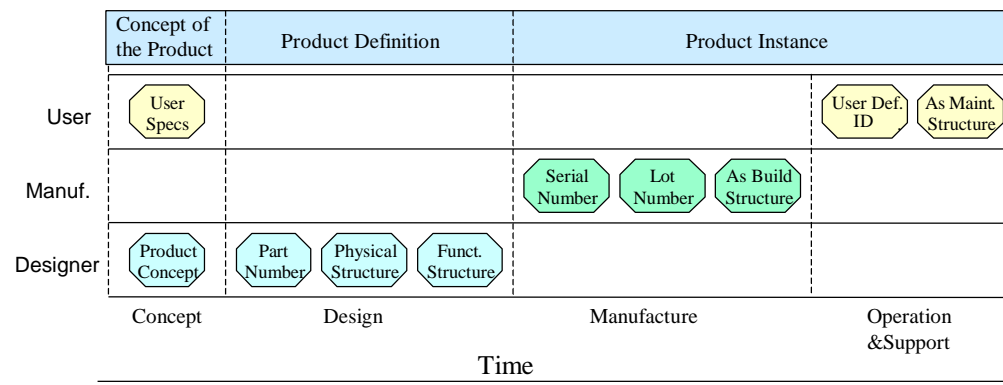 Concept of
the Product
Product Definition
Product Instance
User
User
Specs
User Def.
ID
As Maint.
Structure
Manuf.
Serial
Number
Lot
Number
As Build
Structure
Designer
Product
Concept
Part
Number
Physical
Structure
Funct.
Structure
Concept
Design
Manufacture
Operation
&Support
Time